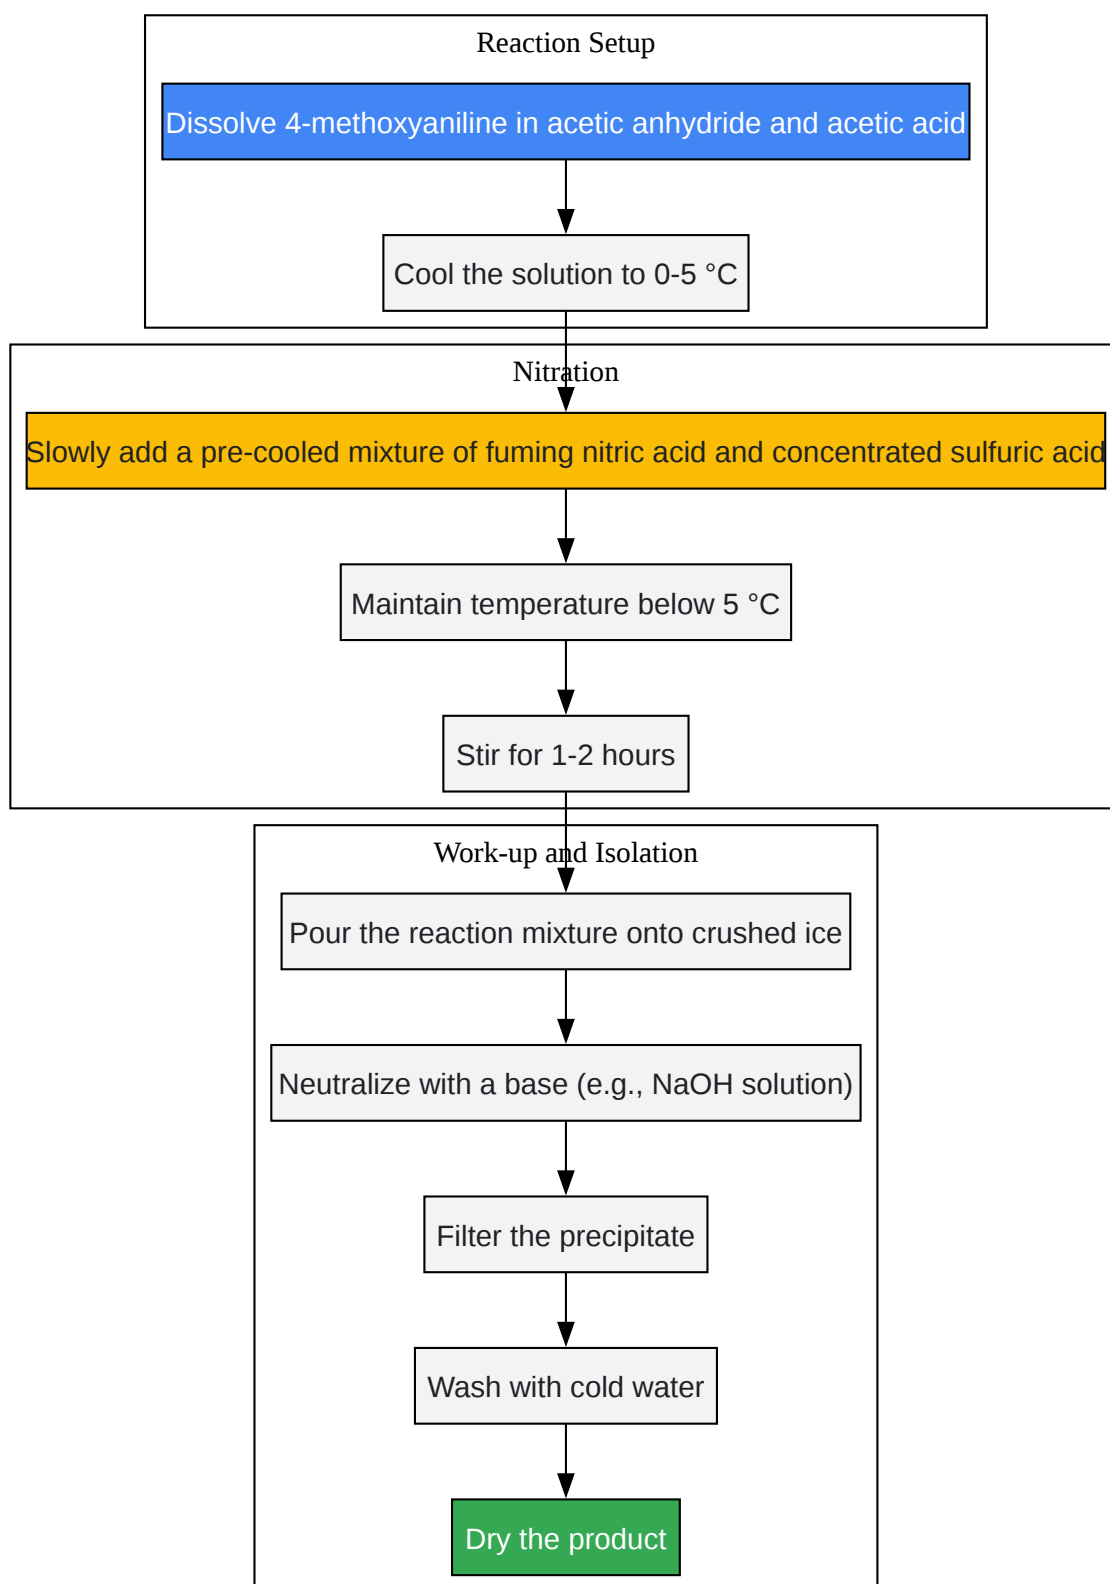 Reaction Setup
Dissolve 4-methoxyaniline in acetic anhydride and acetic acid
Cool the solution to 0-5 °C
Nitration
Slowly add a pre-cooled mixture of fuming nitric acid and concentrated sulfuric acid
Maintain temperature below 5 °C
Stir for 1-2 hours
Work-up and Isolation
Pour the reaction mixture onto crushed ice
Neutralize with a base (e.g., NaOH solution)
Filter the precipitate
Wash with cold water
Dry the product